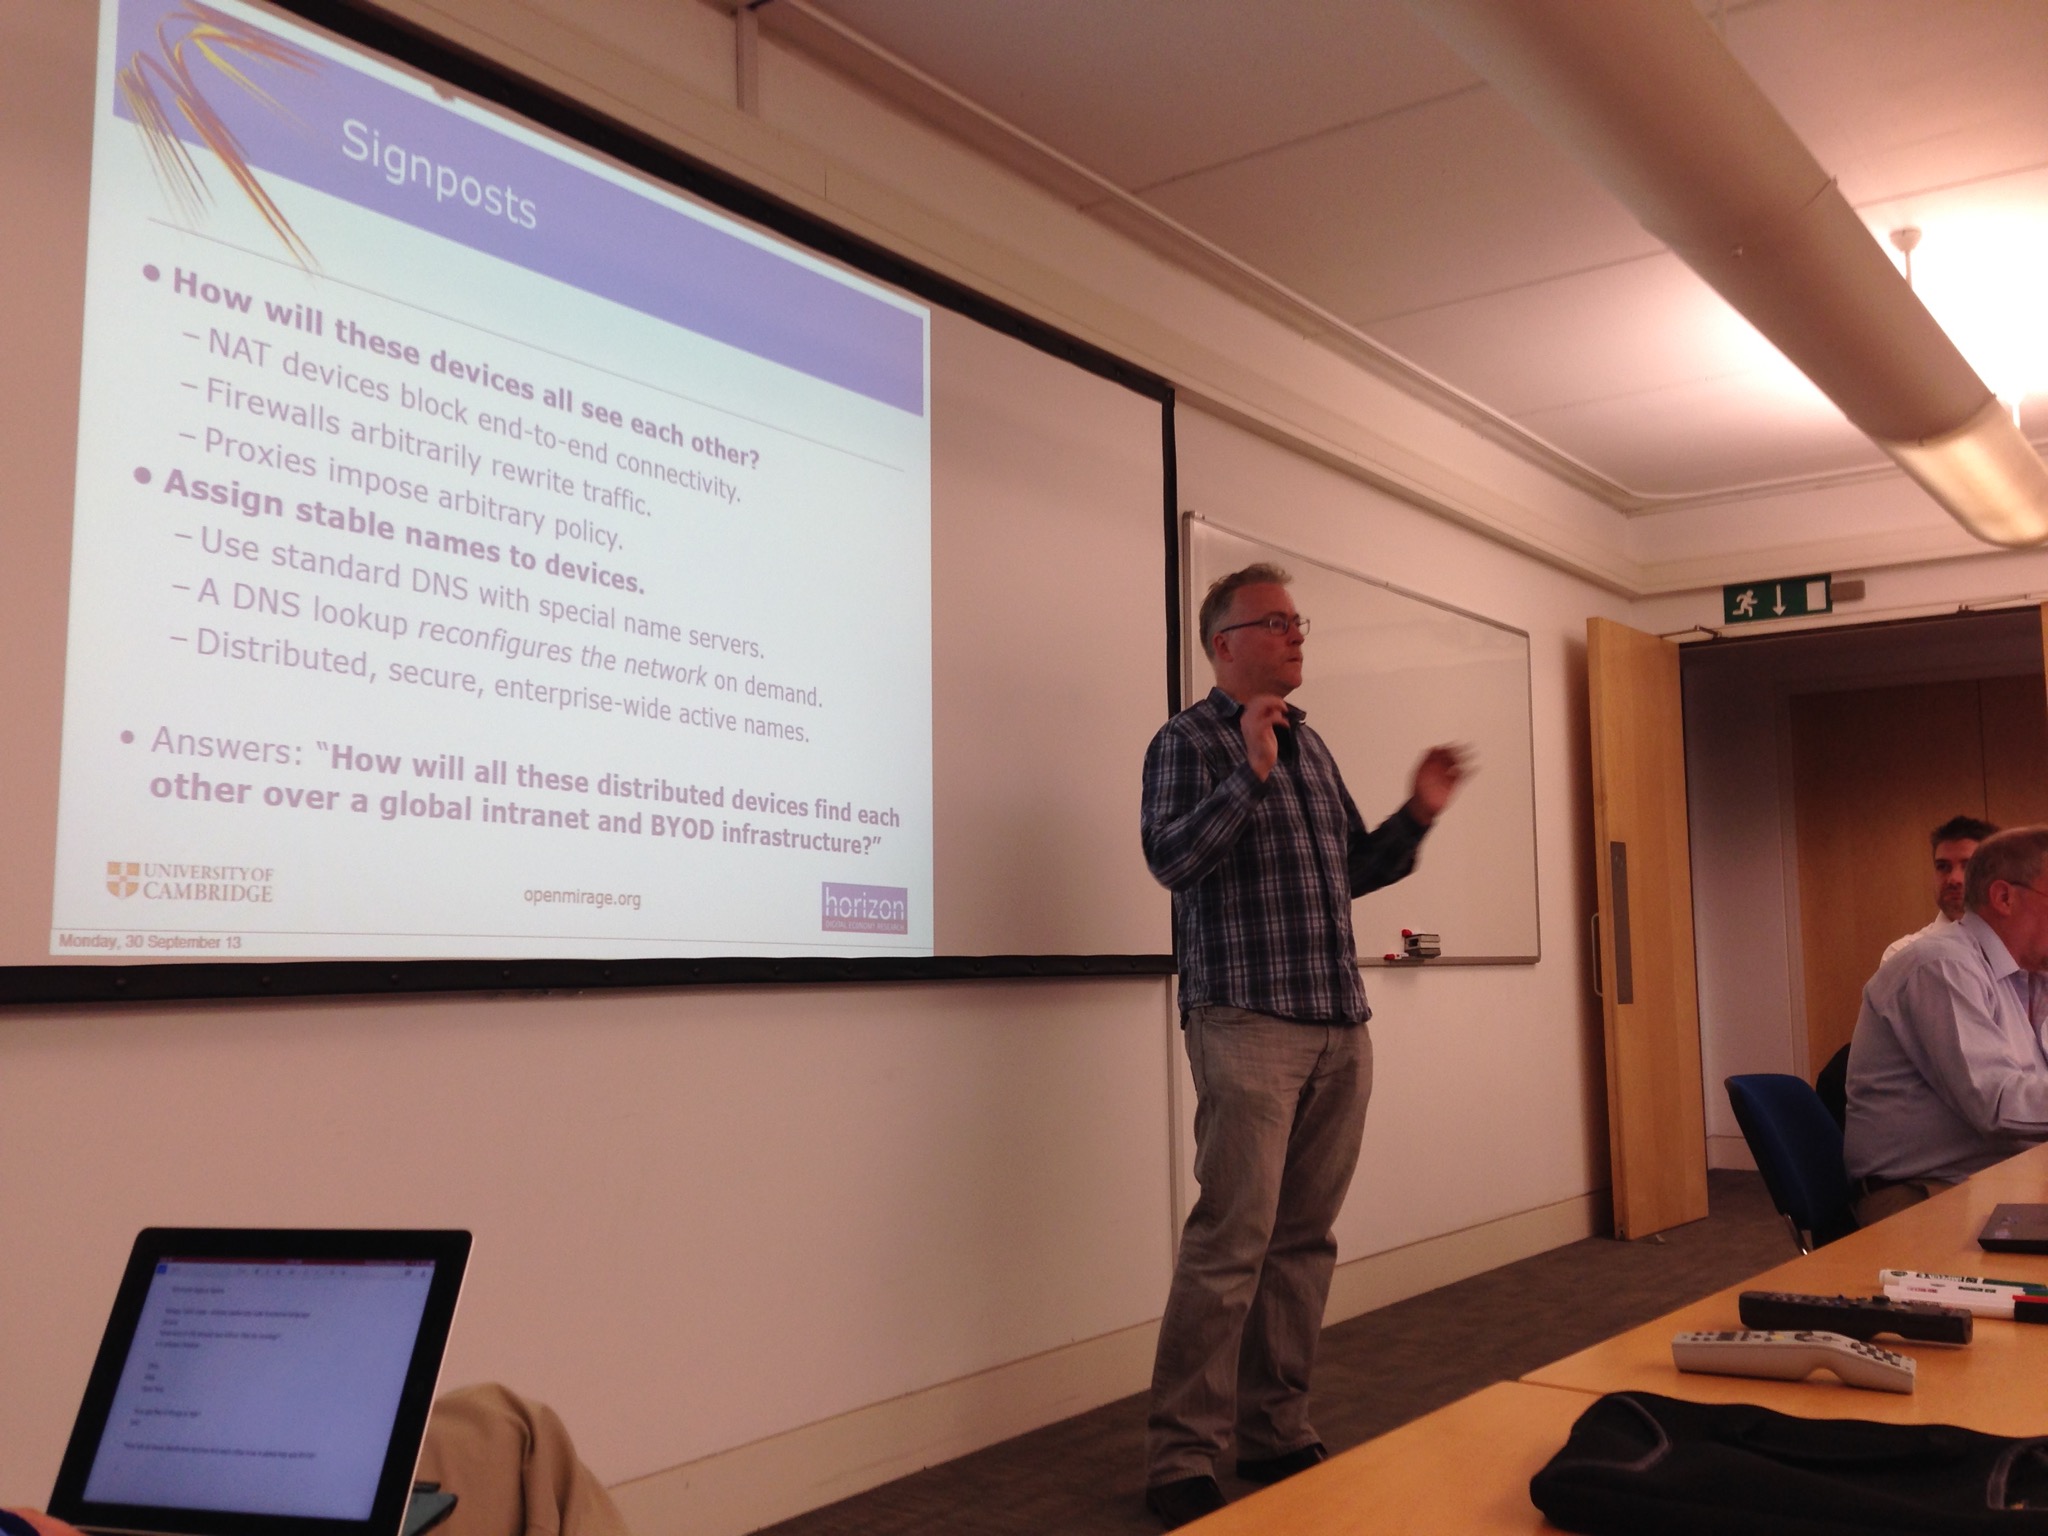 Signposts
● How will these devices all see each other?
– NAT devices block end-to-end connectivity.
– Firewalls arbitrarily rewrite traffic.
– Proxies impose arbitrary policy.
● Assign stable names to devices.
– Use standard DNS with special name servers.
– A DNS lookup reconfigures the network on demand.
– Distributed, secure, enterprise-wide active names.
● Answers: “How will all these distributed devices find each
other over a global intranet and BYOD infrastructure?”
UNIVERSITY OF
CAMBRIDGE
openmirage.org
horizon
DIGITAL ECONOMY RESEARCH
Monday, 30 September 13